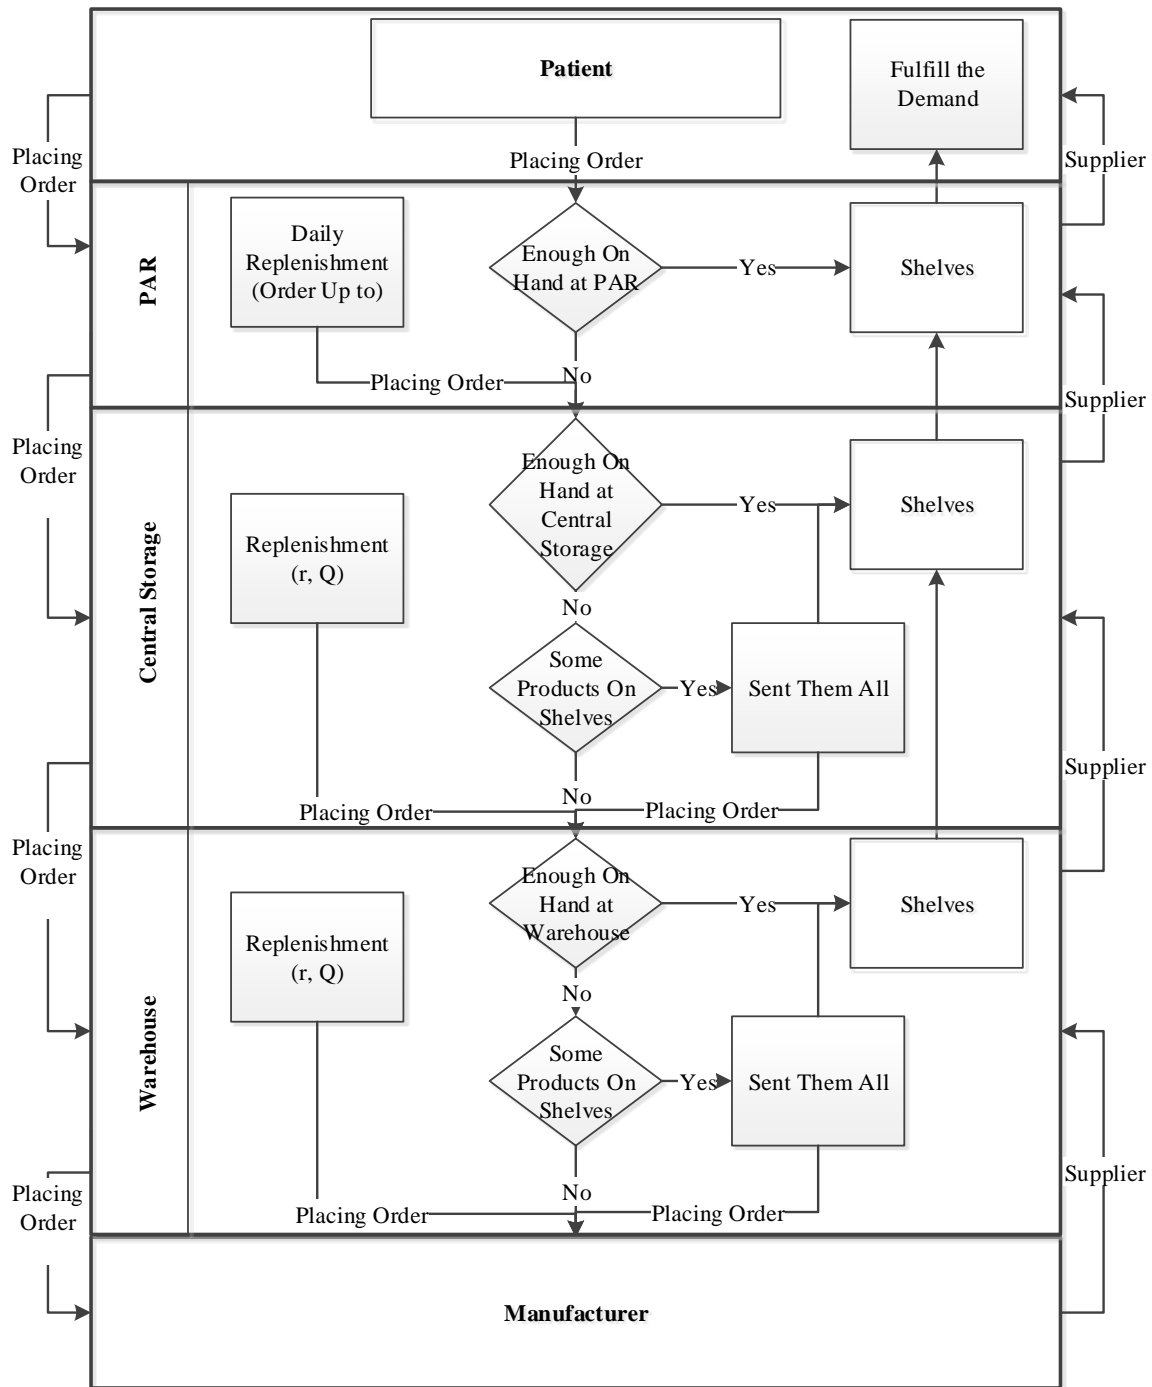 Patient
Fulfill the
Demand
Placing
Order
Placing Order
Supplier
PAR
Daily
Replenishment
(Order Up to)
Enough On
Hand at PAR
Yes
Shelves
No
Placing Order
Supplier
Placing
Order
Central Storage
Enough On
Hand at
Central
Storage
Yes
Shelves
Replenishment
(r, Q)
No
Some
Products On
Shelves
Yes
Sent Them All
Supplier
No
Placing Order
Placing Order
Placing
Order
Warehouse
Enough On
Hand at
Warehouse
Yes
Shelves
Replenishment
(r, Q)
No
Some
Products On
Shelves
Yes
Sent Them All
Supplier
No
Placing Order
Placing Order
Placing
Order
Manufacturer